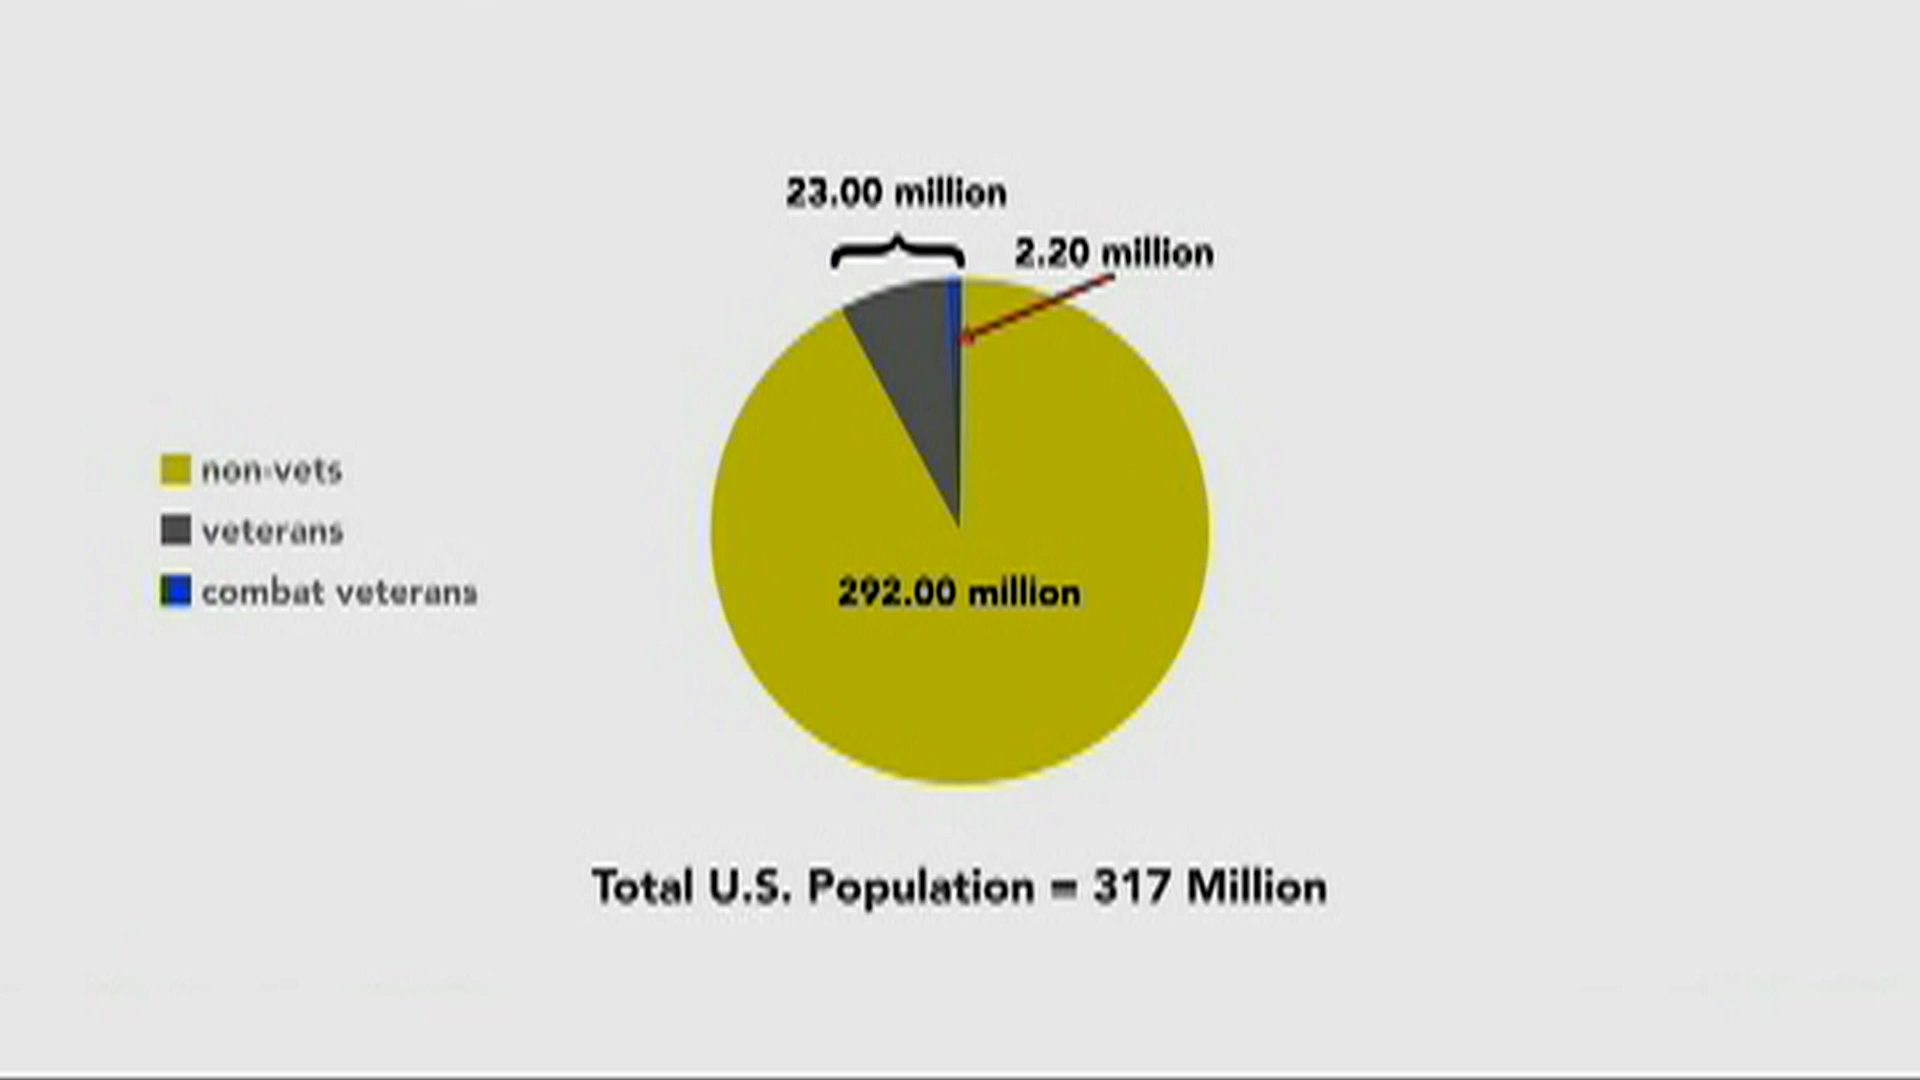 23.00 million
2.20 million
non-vets
veterans
combat veterans
292.00 million
Total U.S. Population = 317 Million